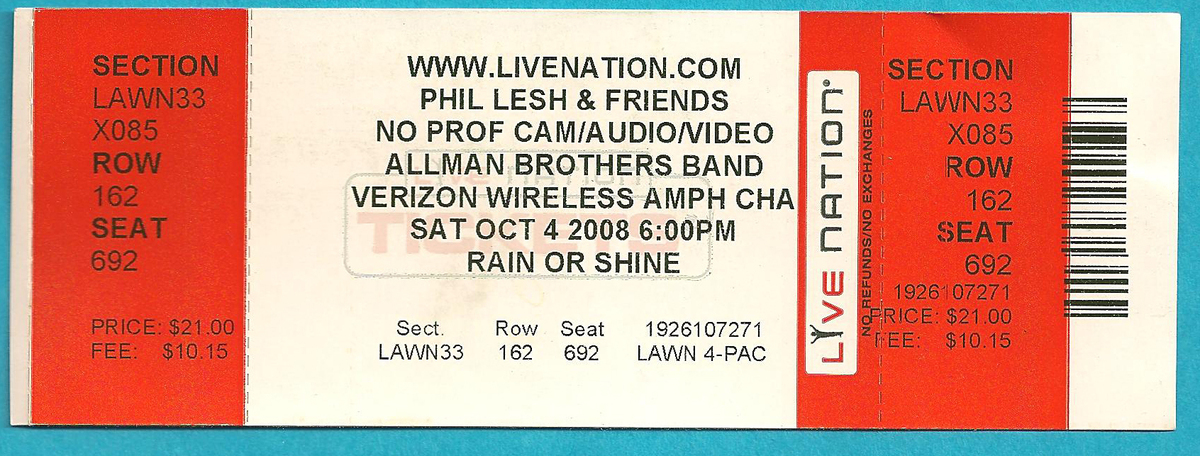 SECTION
LAWN33
X085
ROW
162
SEAT
692
PRICE: $21.00
FEE: $10.15
WWW.LIVENATION.COM
PHIL LESH & FRIENDS
NO PROF CAM/AUDIO/VIDEO
ALLMAN BROTHERS BAND
VERIZON WIRELESS AMPH CHA
SAT OCT 4 2008 6:00PM
RAIN OR SHINE
LIVE NATION
TICKETS
Sect. Row Seat 1926107271
LAWN33 162 692 LAWN 4-PAC
LIVE NATION
NO REFUNDS/NO EXCHANGES
SECTION
LAWN33
X085
ROW
162
SEAT
692
1926107271
PRICE: $21.00
FEE: $10.15